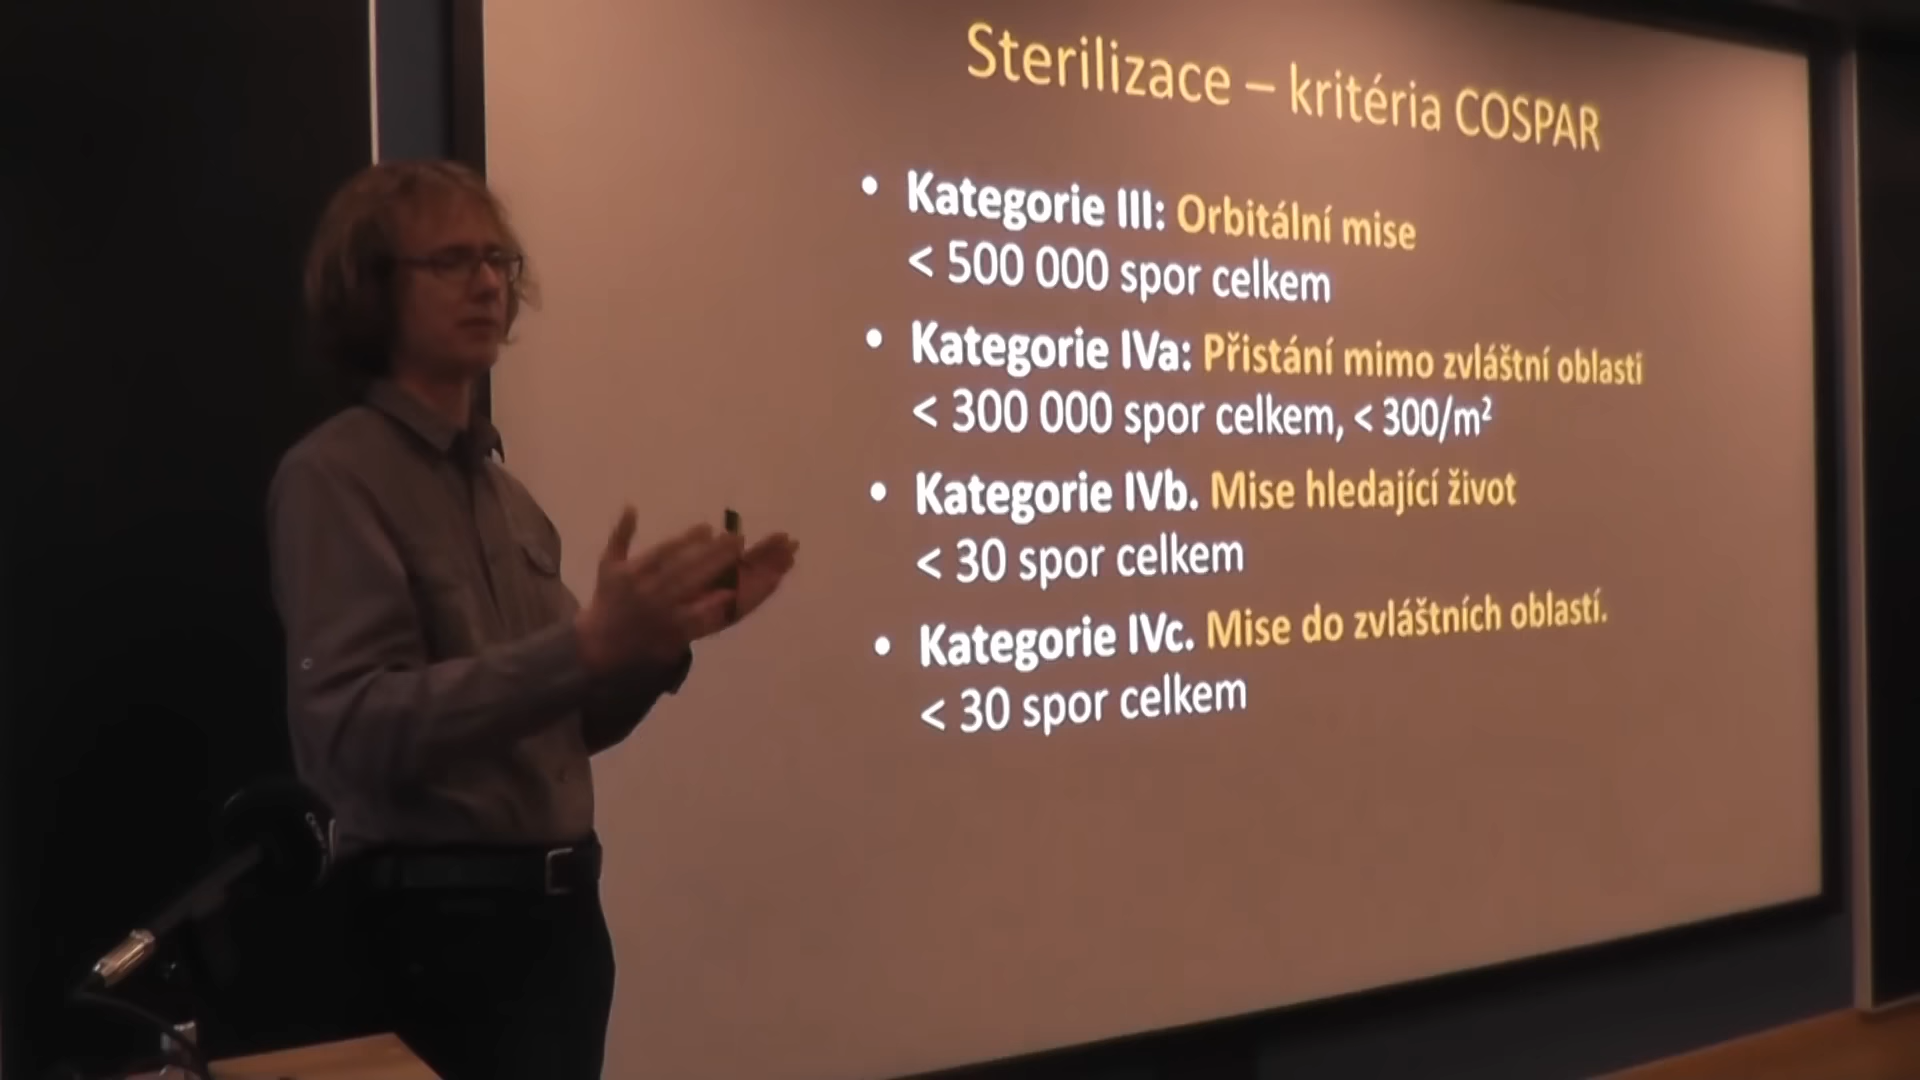 Sterilizace – kritéria COSPAR
• Kategorie III: Orbitální mise
< 500 000 spor celkem
• Kategorie IVa: Přistání mimo zvláštní oblasti
< 300 000 spor celkem, < 300/m²
• Kategorie IVb. Mise hledající život
< 30 spor celkem
• Kategorie IVc. Mise do zvláštních oblastí.
< 30 spor celkem